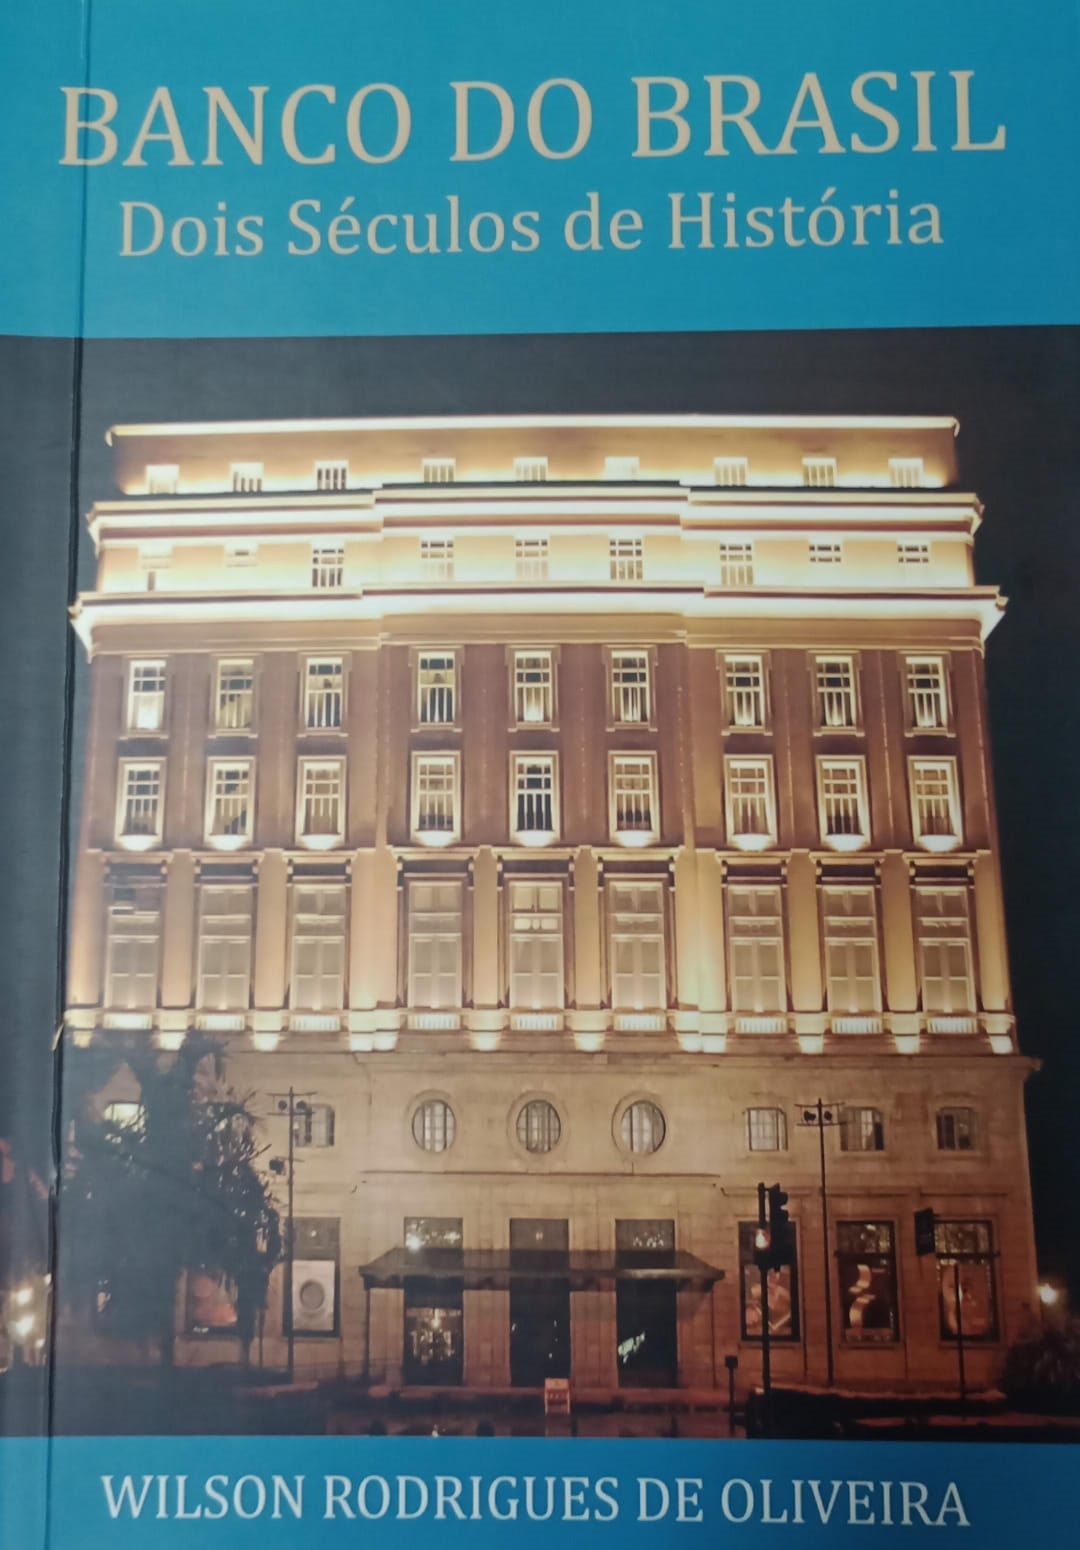 BANCO DO BRASIL
Dois Séculos de História
WILSON RODRIGUES DE OLIVEIRA